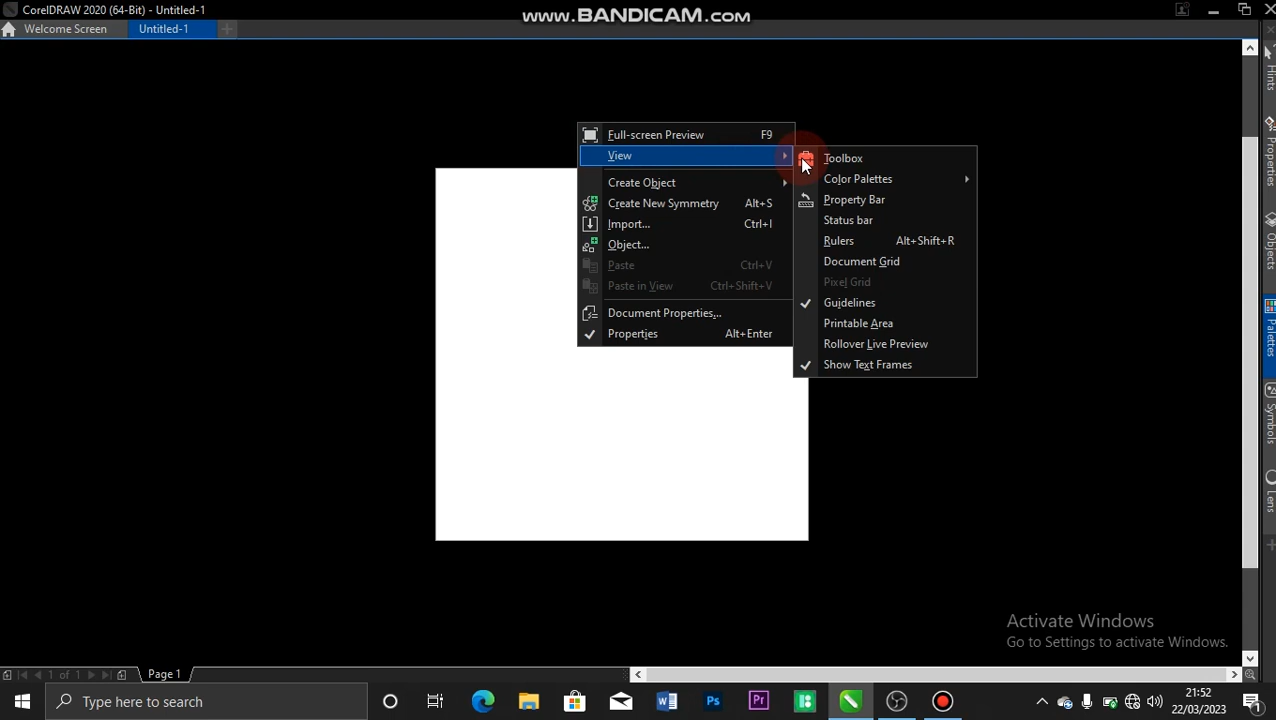 CorelDRAW 2020 (64-Bit) - Untitled-1
www.BANDICAM.com
Welcome Screen
Untitled-1
Full-screen Preview F9
View
Create Object
Create New Symmetry Alt+S
Import... Ctrl+I
Object...
Paste Ctrl+V
Paste in View Ctrl+Shift+V
Document Properties...
Properties Alt+Enter
Toolbox
Color Palettes
Property Bar
Status bar
Rulers Alt+Shift+R
Document Grid
Pixel Grid
Guidelines
Printable Area
Rollover Live Preview
Show Text Frames
Hints
Properties
Objects
Palettes
Symbols
Lens
Activate Windows
Go to Settings to activate Windows.
1 of 1
Page 1
Type here to search
W
Ps
Pr
21:52
22/03/2023
1